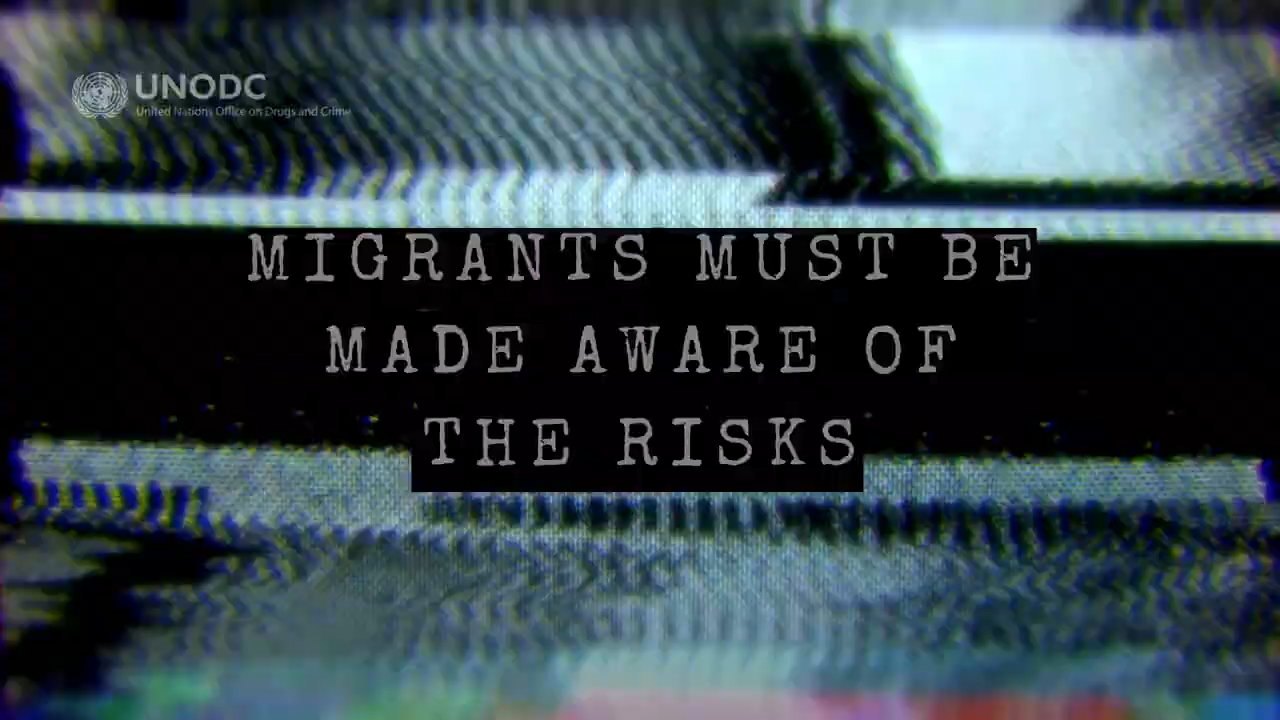 UNODC
United Nations Office on Drugs and Crime
MIGRANTS MUST BE
MADE AWARE OF
THE RISKS